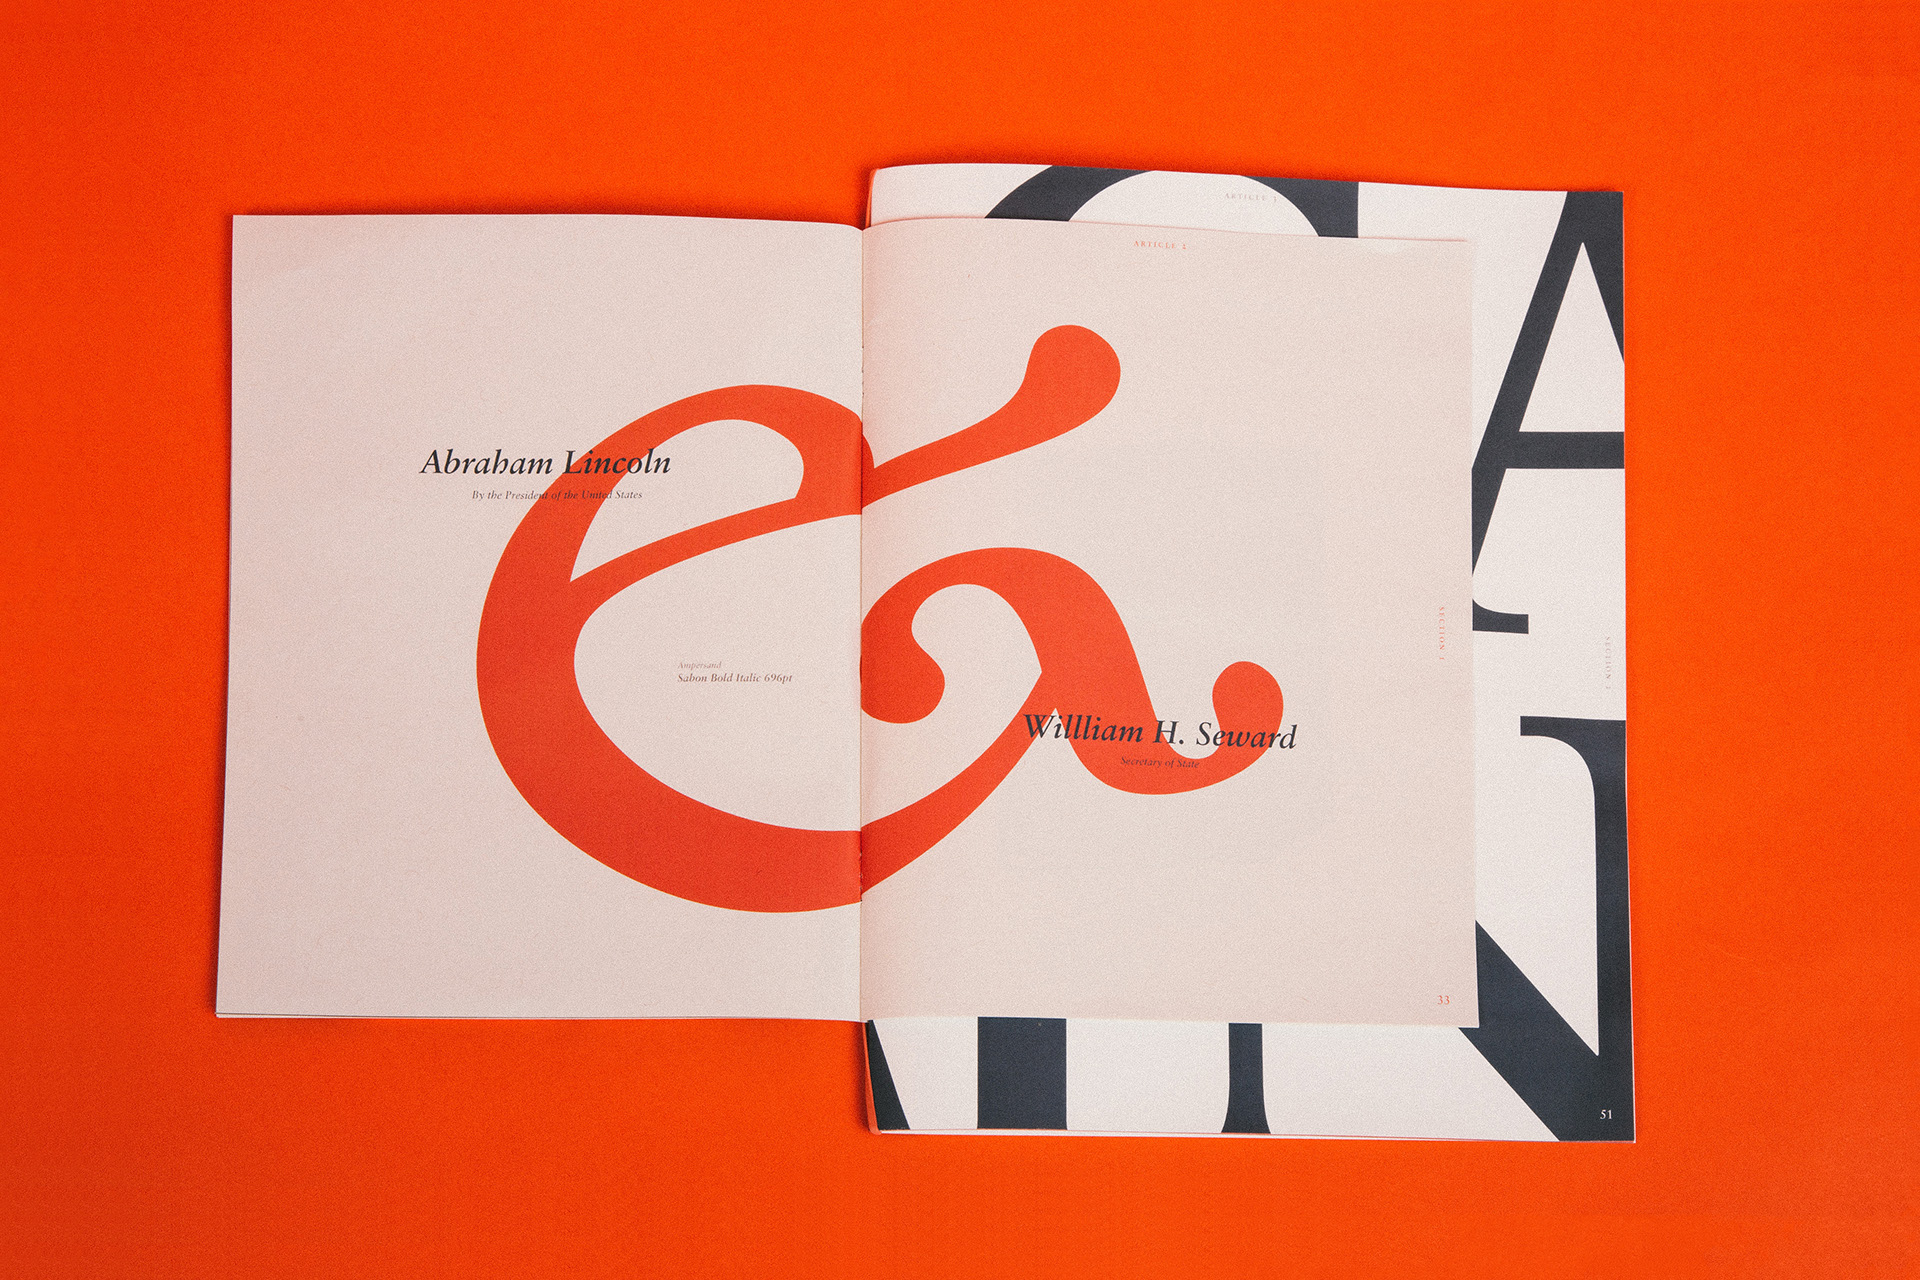 ARTICLE 1
ARTICLE 2
Abraham Lincoln
By the President of the United States
&
Ampersand
Sabon Bold Italic 696pt
Willliam H. Seward
Secretary of State
SECTION 1
SECTION 2
33
A
N
51